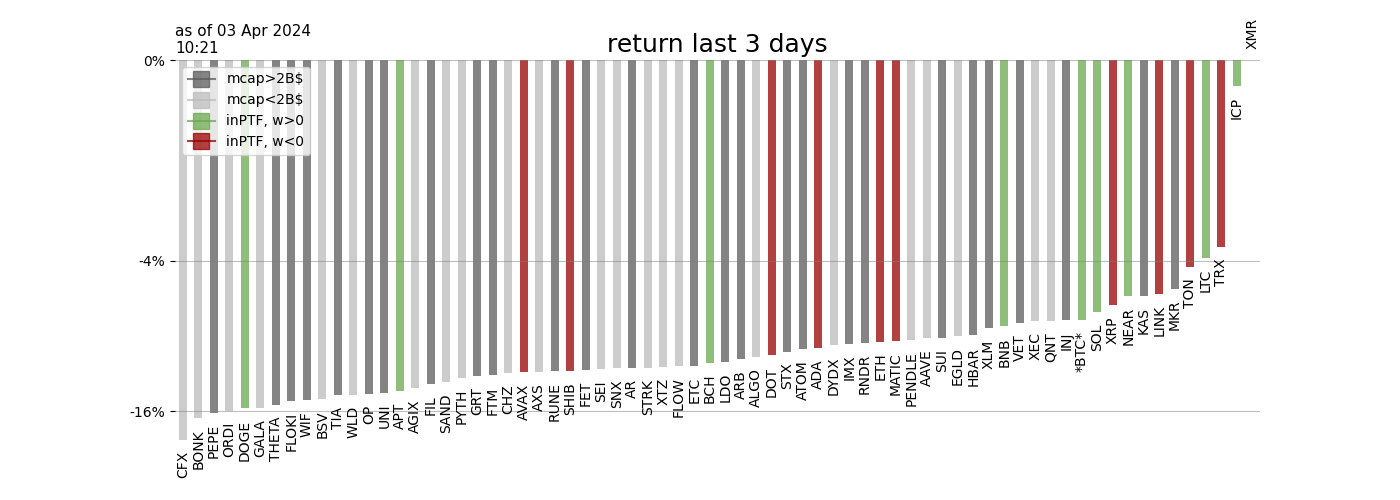 as of 03 Apr 2024
10:21
return last 3 days
XMR
0%
mcap>2B$
mcap<2B$
inPTF, w>0
inPTF, w<0
-4%
-16%
CFX
BONK
PEPE
ORDI
DOGE
GALA
THETA
FLOKI
WIF
BSV
TIA
WLD
OP
UNI
APT
AGIX
FIL
SAND
PYTH
GRT
FTM
CHZ
AVAX
AXS
RUNE
SHIB
FET
SEI
SNX
AR
STRK
XTZ
FLOW
ETC
BCH
LDO
ARB
ALGO
DOT
STX
ATOM
ADA
DYDX
IMX
RNDR
ETH
MATIC
PENDLE
AAVE
SUI
EGLD
HBAR
XLM
BNB
VET
XEC
QNT
INJ
*BTC*
SOL
XRP
NEAR
KAS
LINK
MKR
TON
LTC
TRX
ICP